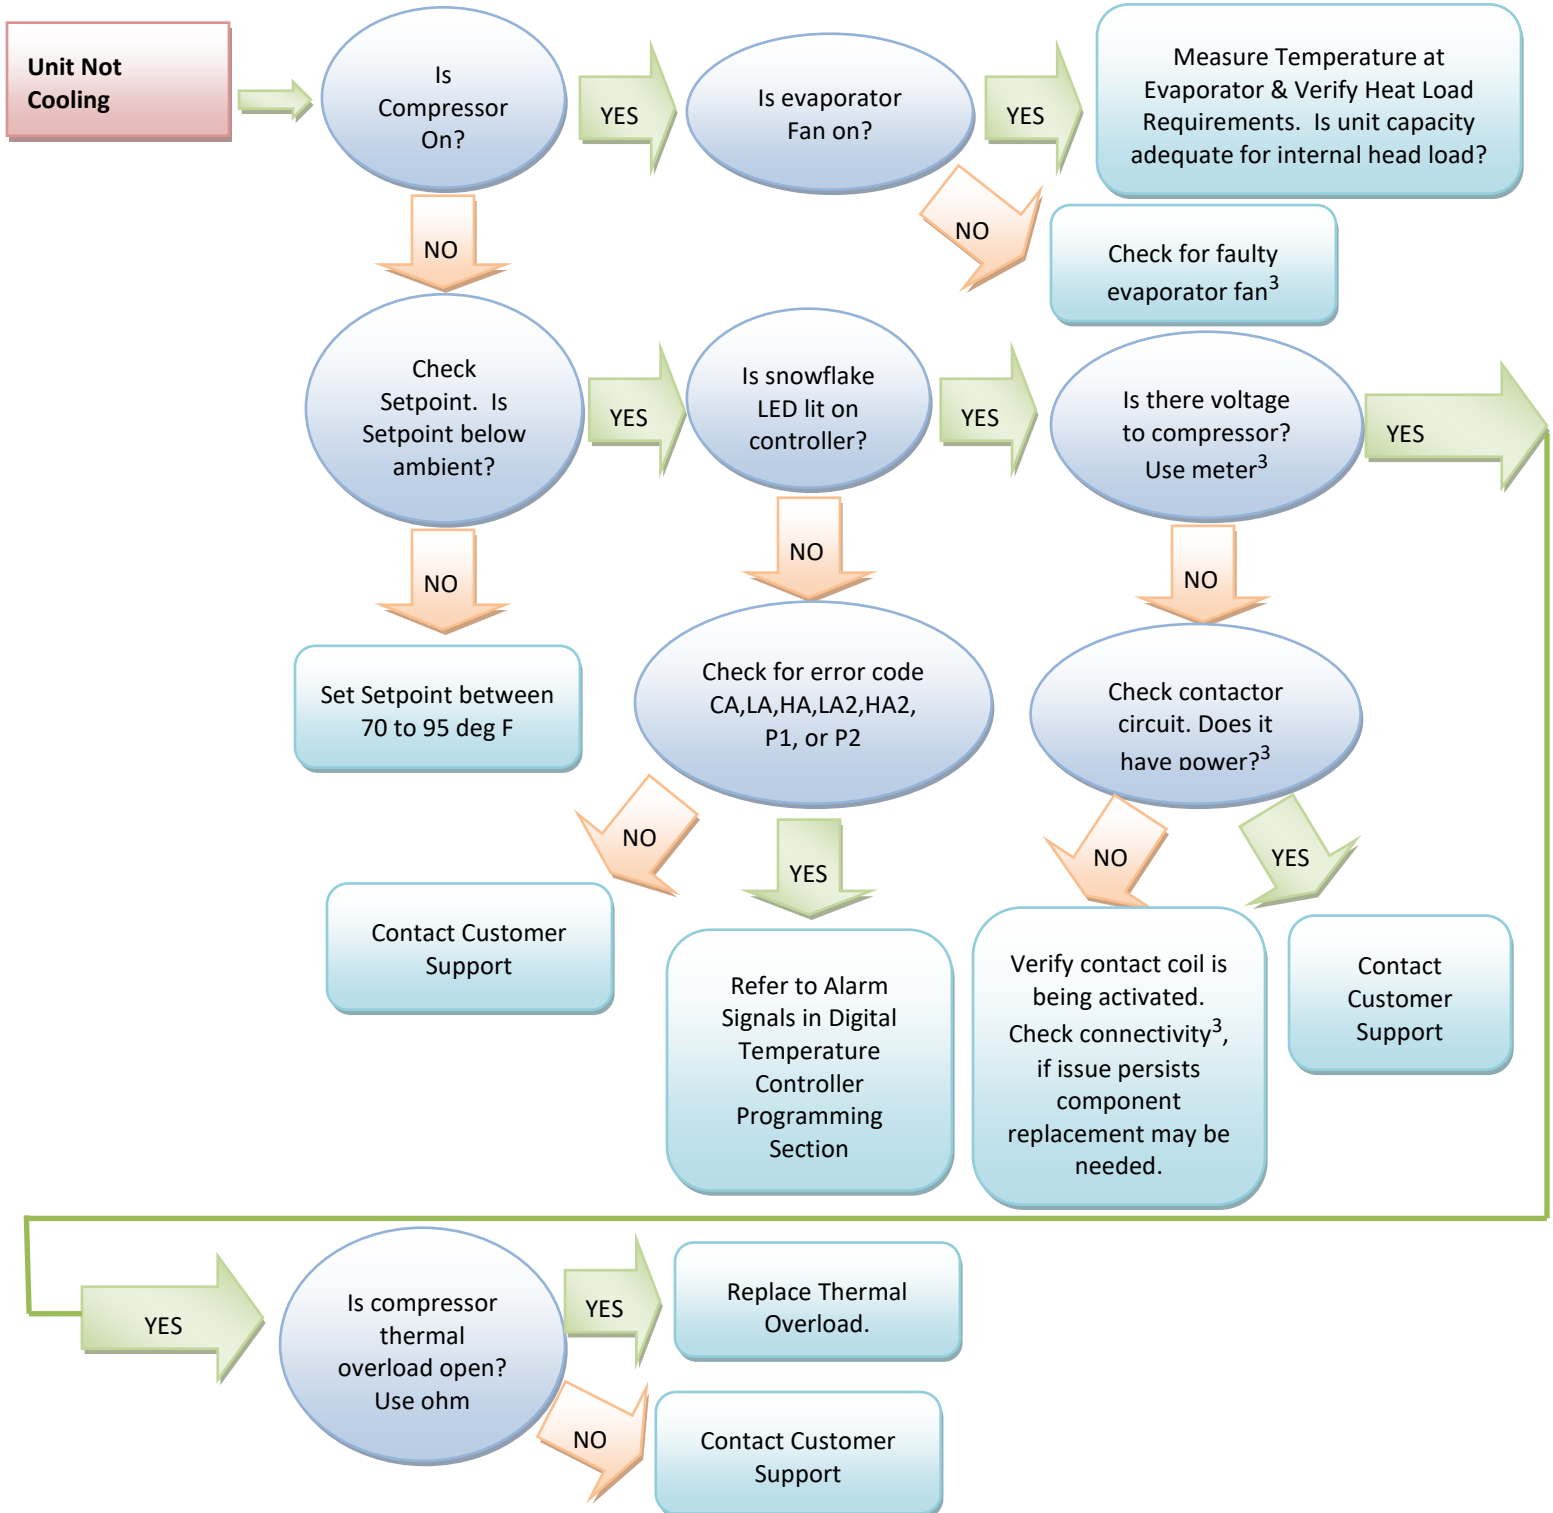 Unit Not
Cooling
Is
Compressor
On?
YES
Is evaporator
Fan on?
YES
Measure Temperature at
Evaporator & Verify Heat Load
Requirements.  Is unit capacity
adequate for internal head load?
NO
NO
Check for faulty
evaporator fan3
Check
Setpoint.  Is
Setpoint below
ambient?
YES
Is snowflake
LED lit on
controller?
YES
Is there voltage
to compressor?
Use meter3
YES
NO
NO
NO
Set Setpoint between
70 to 95 deg F
Check for error code
CA,LA,HA,LA2,HA2,
P1, or P2
Check contactor
circuit. Does it
have power?3
NO
YES
NO
YES
Contact Customer
Support
Refer to Alarm
Signals in Digital
Temperature
Controller
Programming
Section
Verify contact coil is
being activated.
Check connectivity3,
if issue persists
component
replacement may be
needed.
Contact
Customer
Support
YES
Is compressor
thermal
overload open?
Use ohm
YES
Replace Thermal
Overload.
NO
Contact Customer
Support